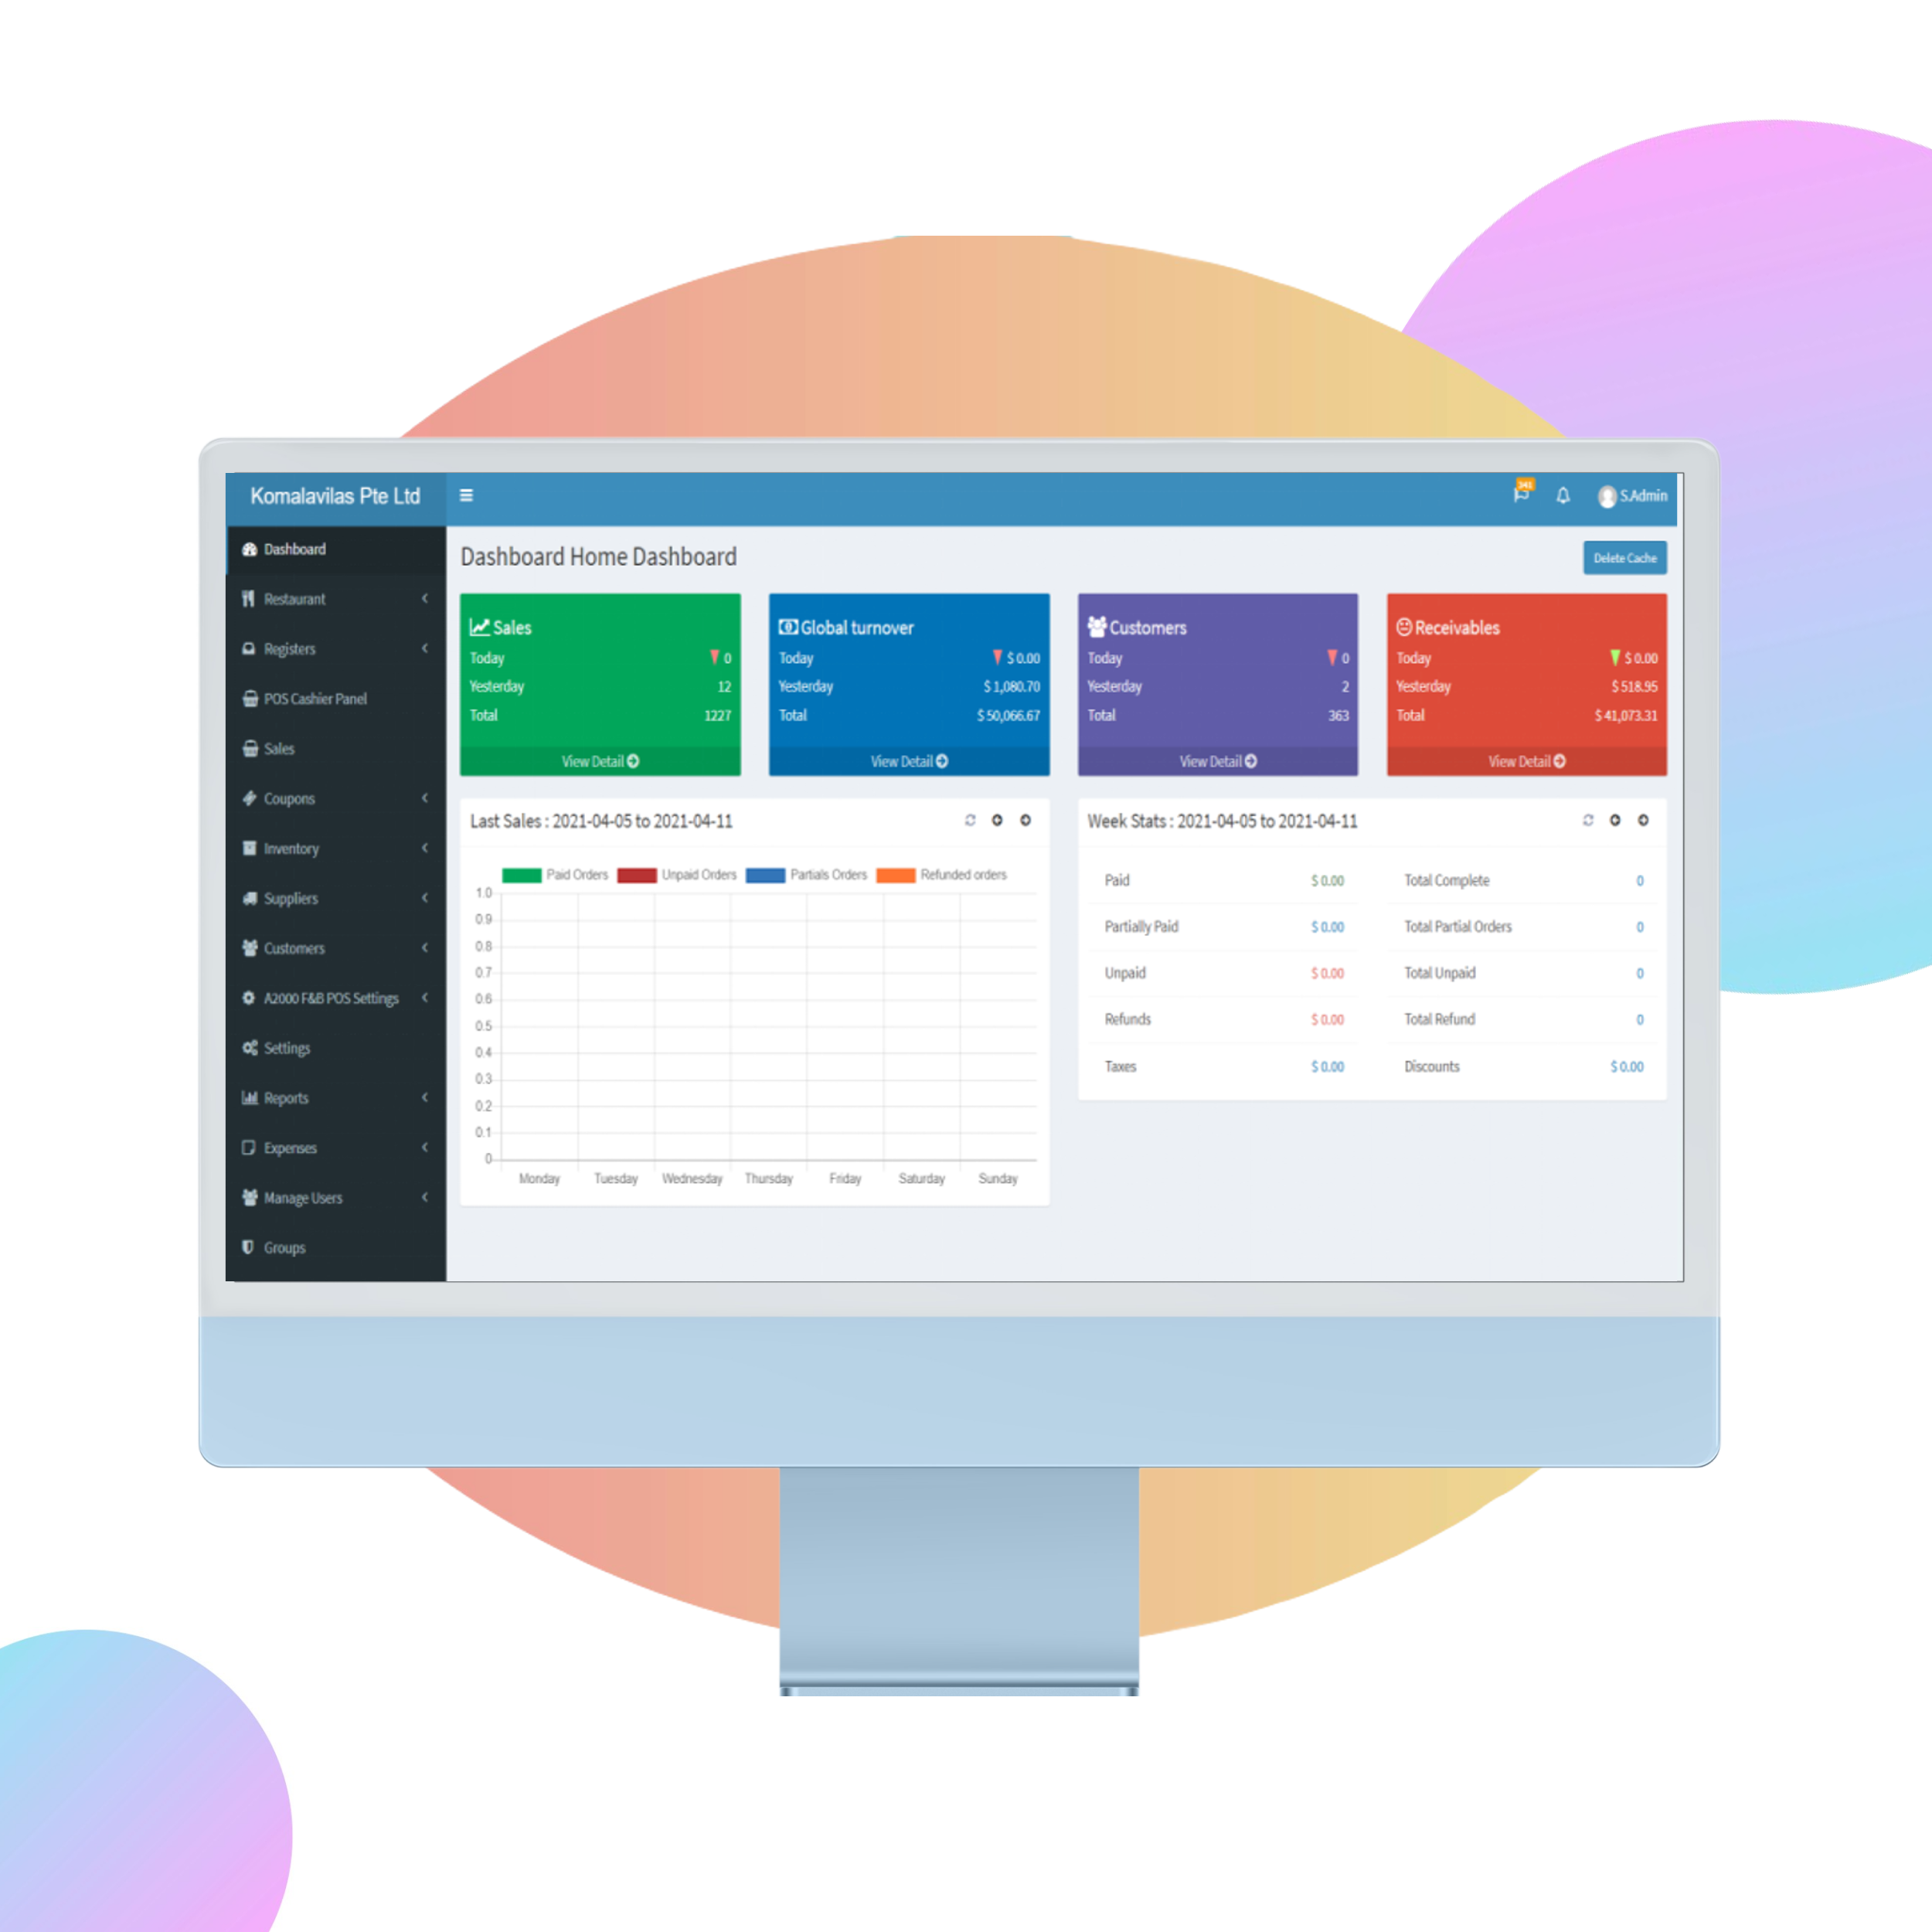 Komalavilas Pte Ltd
341
S.Admin
Dashboard
Restaurant
Registers
POS Cashier Panel
Sales
Coupons
Inventory
Suppliers
Customers
A2000 F&B POS Settings
Settings
Reports
Expenses
Manage Users
Groups
Dashboard Home Dashboard
Delete Cache
Sales
Today 0
Yesterday 12
Total 1227
View Detail
Global turnover
Today $ 0.00
Yesterday $ 1,080.70
Total $ 50,066.67
View Detail
Customers
Today 0
Yesterday 2
Total 363
View Detail
Receivables
Today $ 0.00
Yesterday $ 518.95
Total $ 41,073.31
View Detail
Last Sales : 2021-04-05 to 2021-04-11
Paid Orders Unpaid Orders Partials Orders Refunded orders
1.0
0.9
0.8
0.7
0.6
0.5
0.4
0.3
0.2
0.1
0
Monday Tuesday Wednesday Thursday Friday Saturday Sunday
Week Stats : 2021-04-05 to 2021-04-11
Paid $ 0.00 Total Complete 0
Partially Paid $ 0.00 Total Partial Orders 0
Unpaid $ 0.00 Total Unpaid 0
Refunds $ 0.00 Total Refund 0
Taxes $ 0.00 Discounts $ 0.00